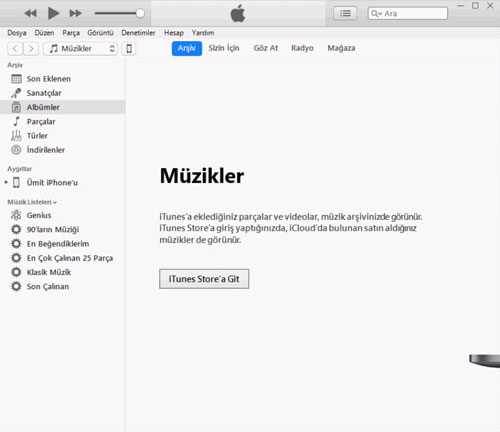 Ara
Dosya Düzen Parça Görüntü Denetimler Hesap Yardım
Müzikler
Arşiv Sizin İçin Göz At Radyo Mağaza
Arşiv
Son Eklenen
Sanatçılar
Albümler
Parçalar
Türler
İndirilenler
Aygıtlar
Ümit iPhone'u
Müzik Listeleri
Genius
90'ların Müziği
En Beğendiklerim
En Çok Çalınan 25 Parça
Klasik Müzik
Son Çalınan
Müzikler
iTunes'a eklediğiniz parçalar ve videolar, müzik arşivinizde görünür.
iTunes Store'a giriş yaptığınızda, iCloud'da bulunan satın aldığınız
müzikler de görünür.
iTunes Store'a Git